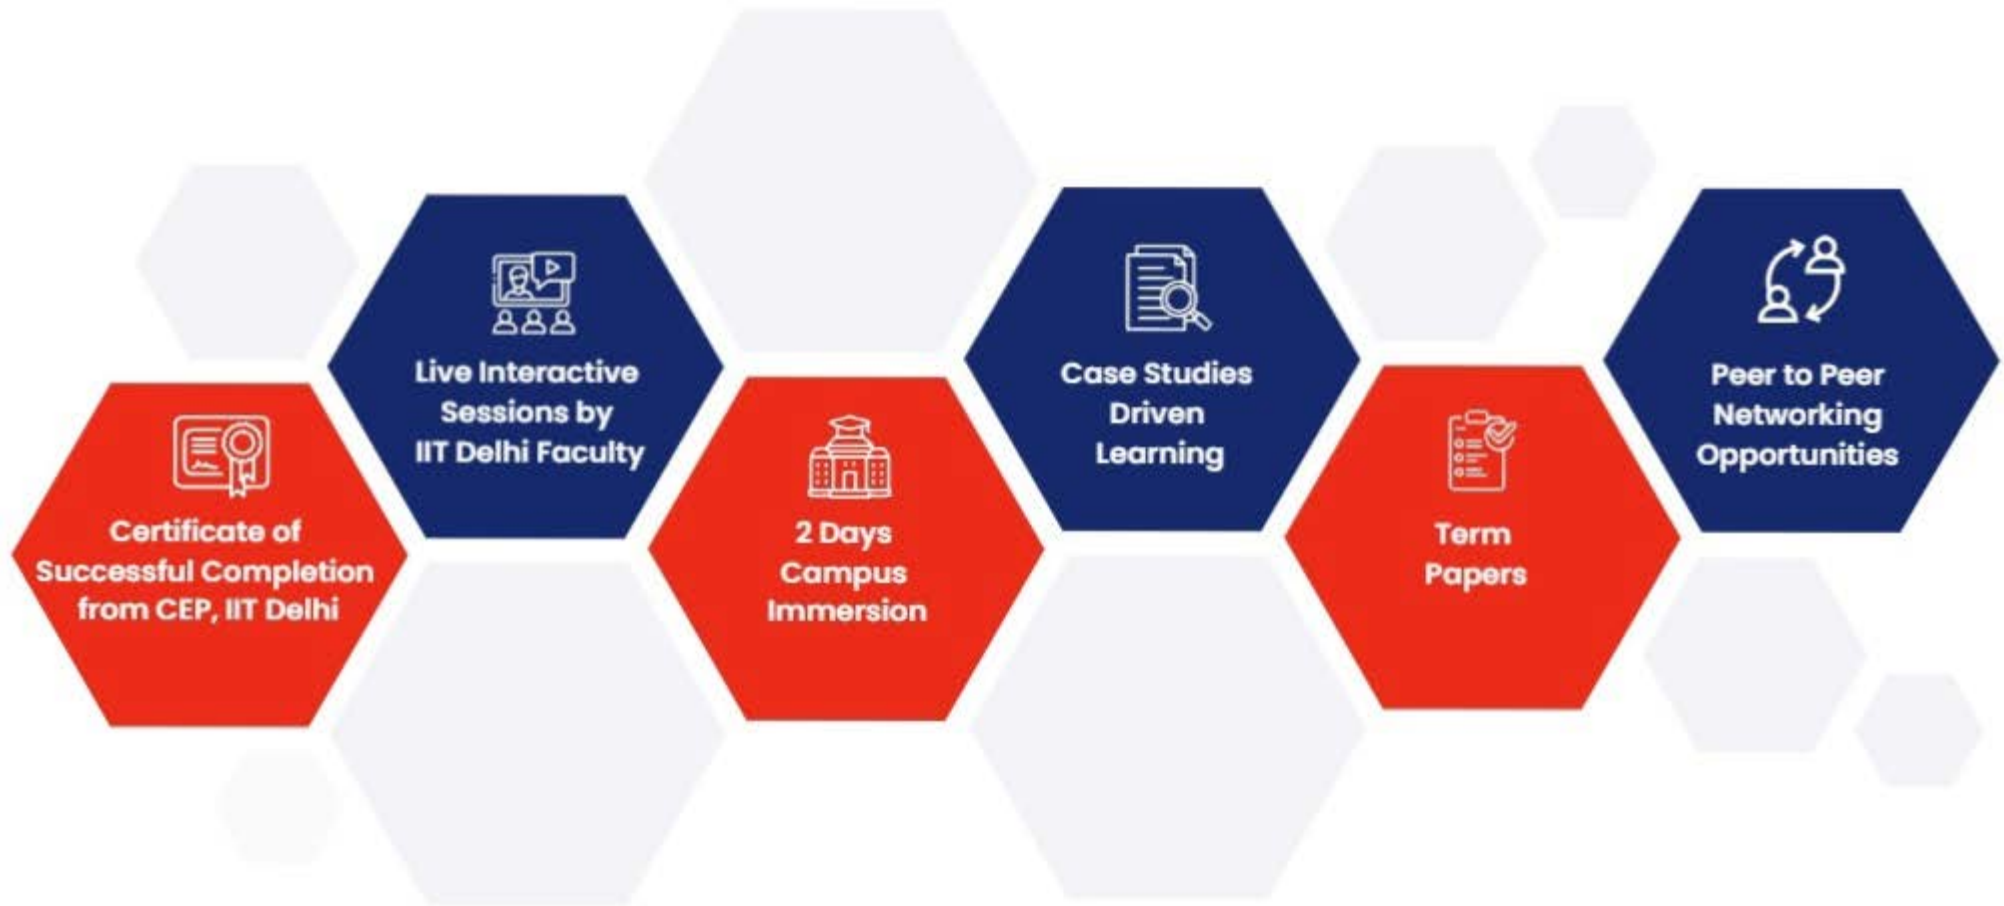 Certificate of
Successful Completion
from CEP, IIT Delhi
Live Interactive
Sessions by
IIT Delhi Faculty
2 Days
Campus
Immersion
Case Studies
Driven
Learning
Term
Papers
Peer to Peer
Networking
Opportunities